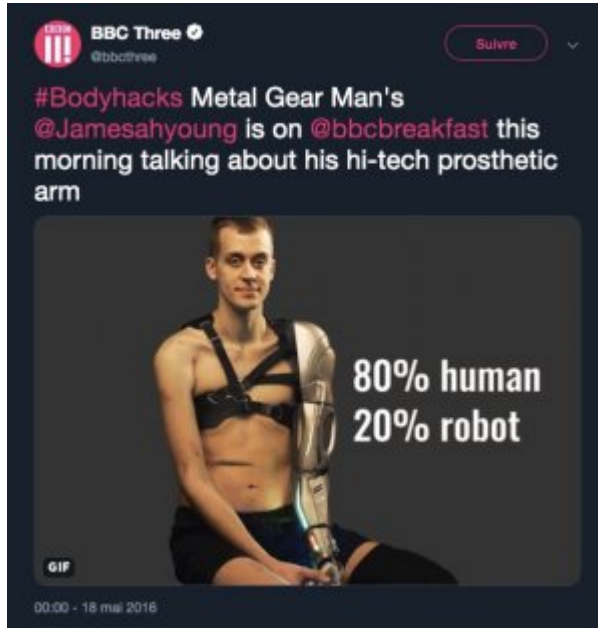 BBC Three
Suivre
@bbcthree
#Bodyhacks Metal Gear Man's
@Jamesahyoung is on @bbcbreakfast this
morning talking about his hi-tech prosthetic
arm
80% human
20% robot
GIF
00:00 - 18 mai 2016